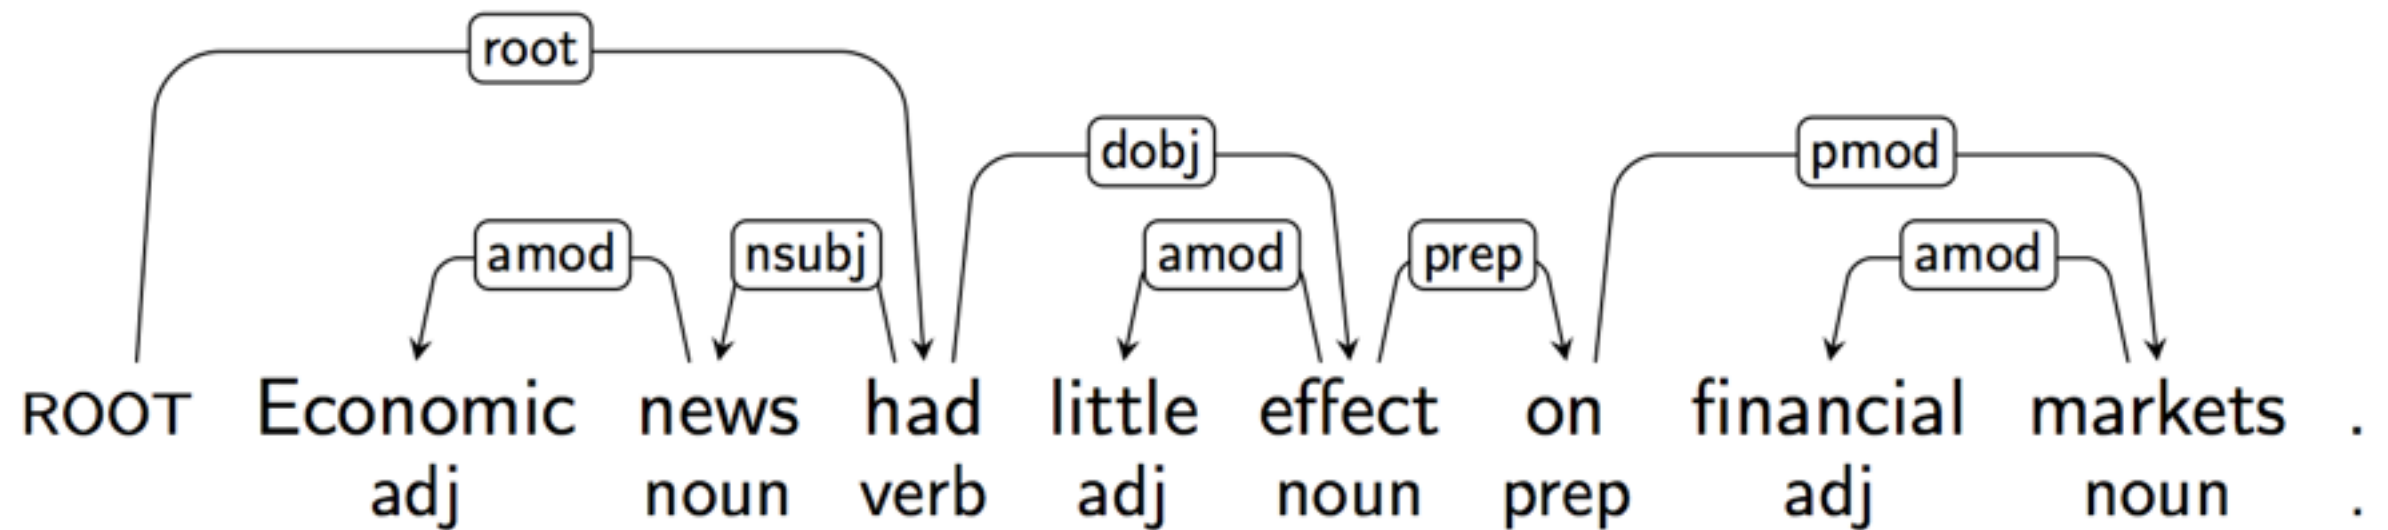 root
dobj pmod
amod nsubj amod prep amod
ROOT Economic news had little effect on financial markets .
adj noun verb adj noun prep adj noun .